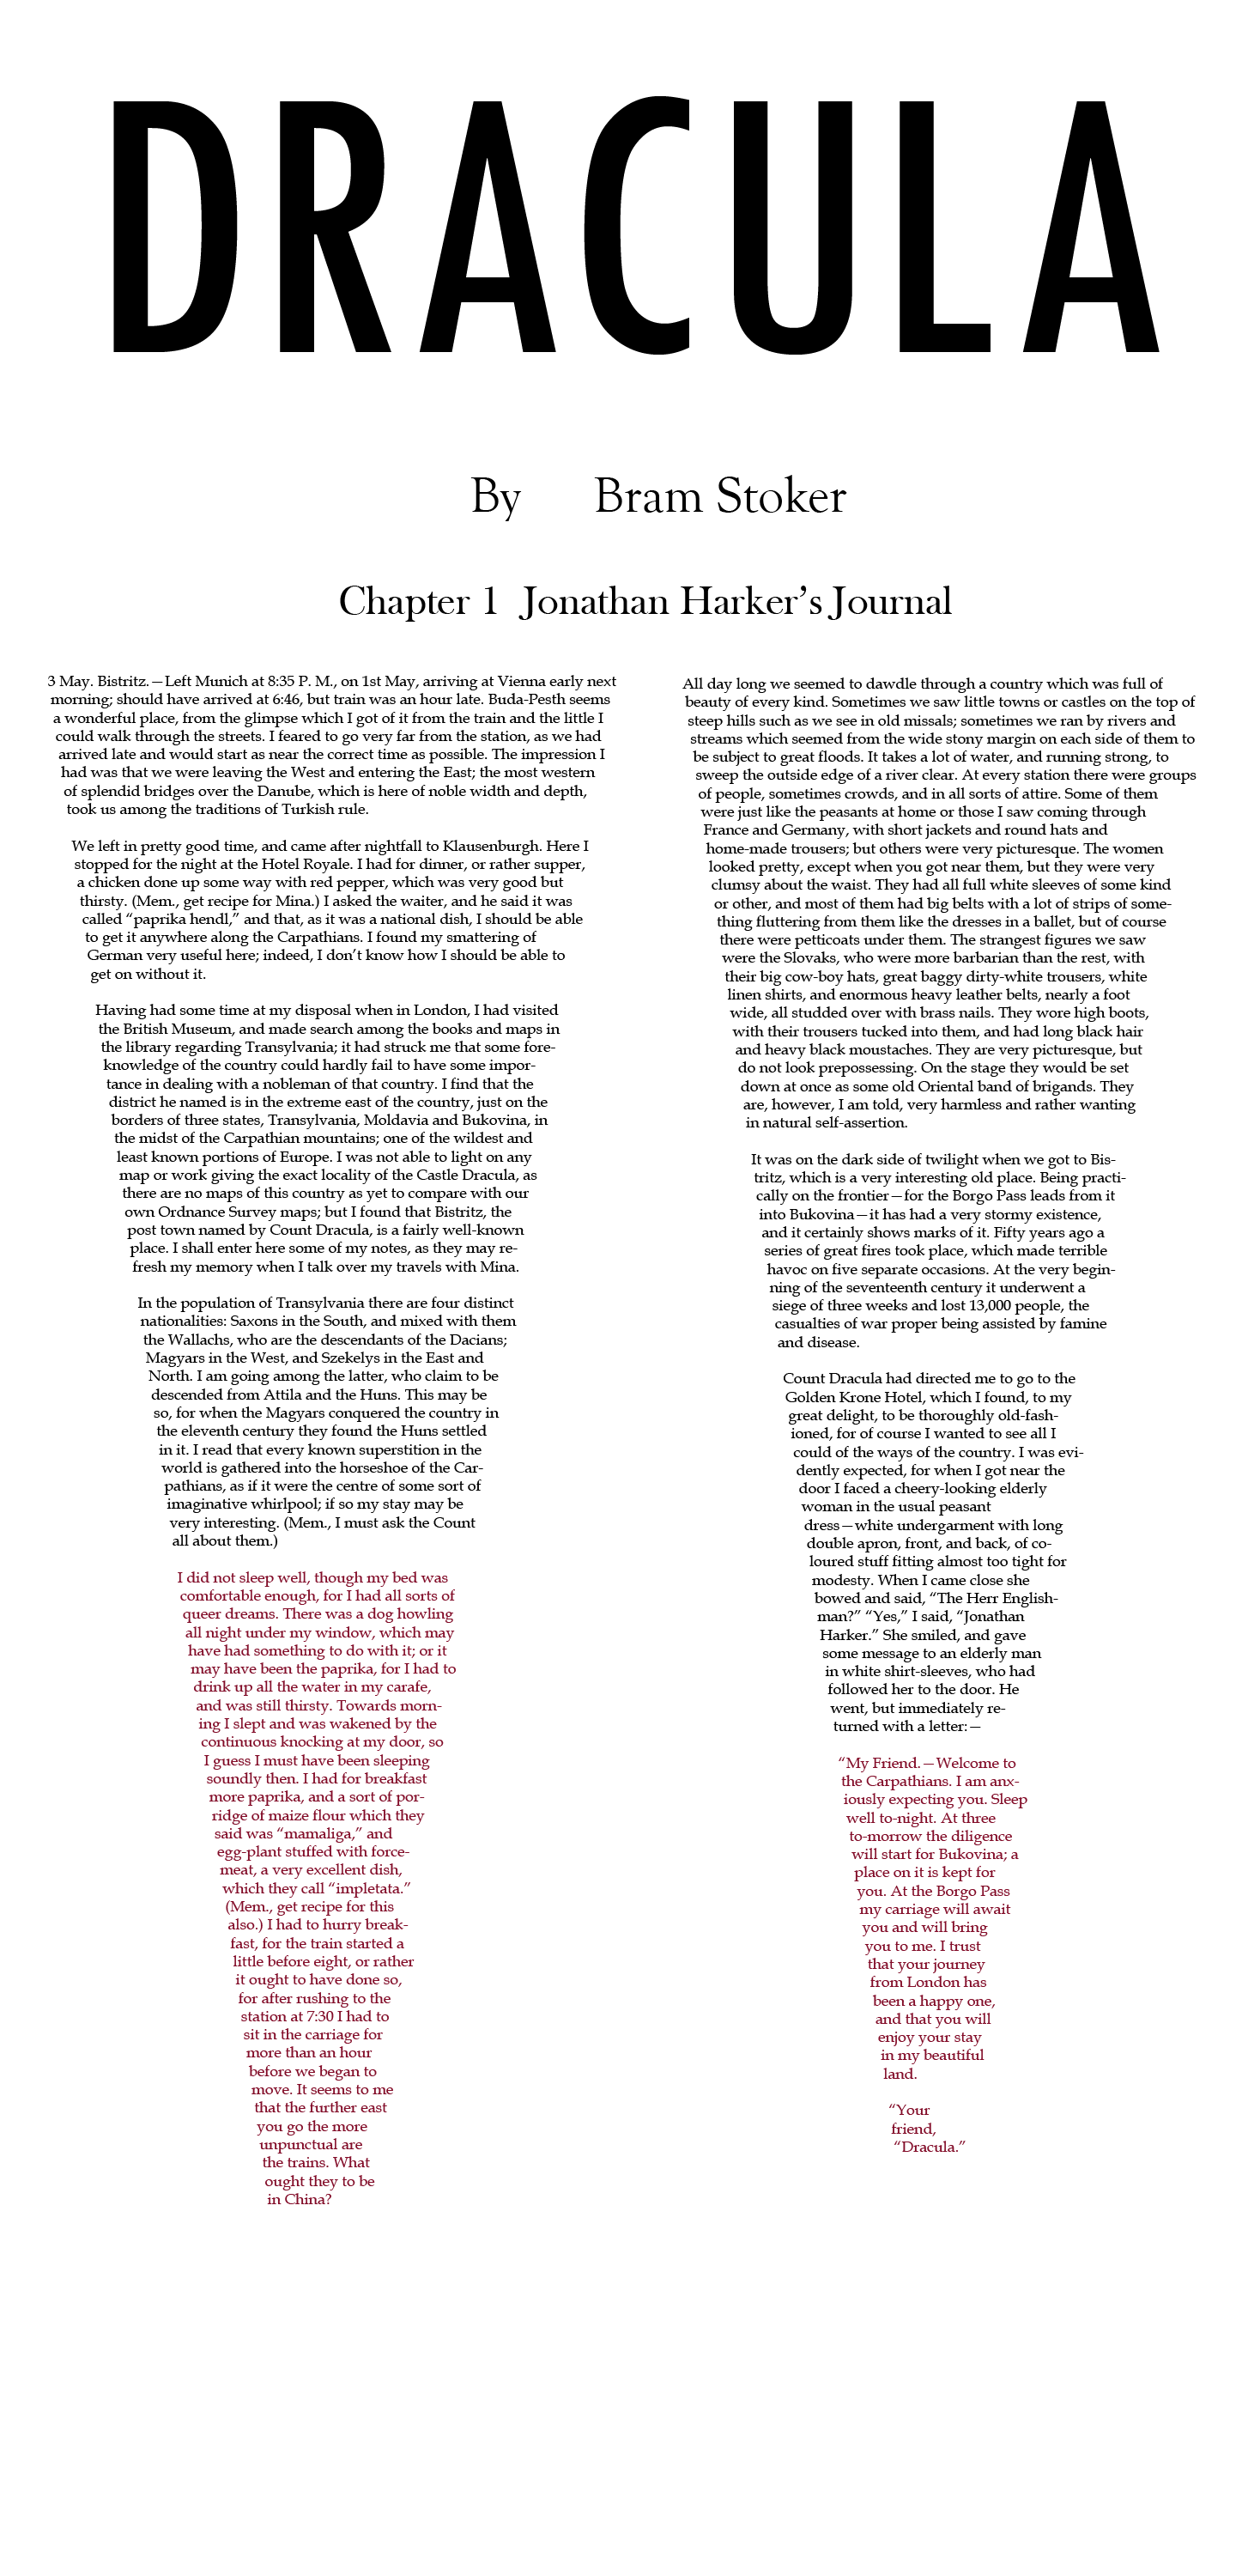 DRACULA
By Bram Stoker
Chapter 1 Jonathan Harker’s Journal
3 May. Bistritz.—Left Munich at 8:35 P. M., on 1st May, arriving at Vienna early next
morning; should have arrived at 6:46, but train was an hour late. Buda-Pesth seems
a wonderful place, from the glimpse which I got of it from the train and the little I
could walk through the streets. I feared to go very far from the station, as we had
arrived late and would start as near the correct time as possible. The impression I
had was that we were leaving the West and entering the East; the most western
of splendid bridges over the Danube, which is here of noble width and depth,
took us among the traditions of Turkish rule.
We left in pretty good time, and came after nightfall to Klausenburgh. Here I
stopped for the night at the Hotel Royale. I had for dinner, or rather supper,
a chicken done up some way with red pepper, which was very good but
thirsty. (Mem., get recipe for Mina.) I asked the waiter, and he said it was
called “paprika hendl,” and that, as it was a national dish, I should be able
to get it anywhere along the Carpathians. I found my smattering of
German very useful here; indeed, I don’t know how I should be able to
get on without it.
Having had some time at my disposal when in London, I had visited
the British Museum, and made search among the books and maps in
the library regarding Transylvania; it had struck me that some fore-
knowledge of the country could hardly fail to have some impor-
tance in dealing with a nobleman of that country. I find that the
district he named is in the extreme east of the country, just on the
borders of three states, Transylvania, Moldavia and Bukovina, in
the midst of the Carpathian mountains; one of the wildest and
least known portions of Europe. I was not able to light on any
map or work giving the exact locality of the Castle Dracula, as
there are no maps of this country as yet to compare with our
own Ordnance Survey maps; but I found that Bistritz, the
post town named by Count Dracula, is a fairly well-known
place. I shall enter here some of my notes, as they may re-
fresh my memory when I talk over my travels with Mina.
In the population of Transylvania there are four distinct
nationalities: Saxons in the South, and mixed with them
the Wallachs, who are the descendants of the Dacians;
Magyars in the West, and Szekelys in the East and
North. I am going among the latter, who claim to be
descended from Attila and the Huns. This may be
so, for when the Magyars conquered the country in
the eleventh century they found the Huns settled
in it. I read that every known superstition in the
world is gathered into the horseshoe of the Car-
pathians, as if it were the centre of some sort of
imaginative whirlpool; if so my stay may be
very interesting. (Mem., I must ask the Count
all about them.)
I did not sleep well, though my bed was
comfortable enough, for I had all sorts of
queer dreams. There was a dog howling
all night under my window, which may
have had something to do with it; or it
may have been the paprika, for I had to
drink up all the water in my carafe,
and was still thirsty. Towards morn-
ing I slept and was wakened by the
continuous knocking at my door, so
I guess I must have been sleeping
soundly then. I had for breakfast
more paprika, and a sort of por-
ridge of maize flour which they
said was “mamaliga,” and
egg-plant stuffed with force-
meat, a very excellent dish,
which they call “impletata.”
(Mem., get recipe for this
also.) I had to hurry break-
fast, for the train started a
little before eight, or rather
it ought to have done so,
for after rushing to the
station at 7:30 I had to
sit in the carriage for
more than an hour
before we began to
move. It seems to me
that the further east
you go the more
unpunctual are
the trains. What
ought they to be
in China?
All day long we seemed to dawdle through a country which was full of
beauty of every kind. Sometimes we saw little towns or castles on the top of
steep hills such as we see in old missals; sometimes we ran by rivers and
streams which seemed from the wide stony margin on each side of them to
be subject to great floods. It takes a lot of water, and running strong, to
sweep the outside edge of a river clear. At every station there were groups
of people, sometimes crowds, and in all sorts of attire. Some of them
were just like the peasants at home or those I saw coming through
France and Germany, with short jackets and round hats and
home-made trousers; but others were very picturesque. The women
looked pretty, except when you got near them, but they were very
clumsy about the waist. They had all full white sleeves of some kind
or other, and most of them had big belts with a lot of strips of some-
thing fluttering from them like the dresses in a ballet, but of course
there were petticoats under them. The strangest figures we saw
were the Slovaks, who were more barbarian than the rest, with
their big cow-boy hats, great baggy dirty-white trousers, white
linen shirts, and enormous heavy leather belts, nearly a foot
wide, all studded over with brass nails. They wore high boots,
with their trousers tucked into them, and had long black hair
and heavy black moustaches. They are very picturesque, but
do not look prepossessing. On the stage they would be set
down at once as some old Oriental band of brigands. They
are, however, I am told, very harmless and rather wanting
in natural self-assertion.
It was on the dark side of twilight when we got to Bis-
tritz, which is a very interesting old place. Being practi-
cally on the frontier—for the Borgo Pass leads from it
into Bukovina—it has had a very stormy existence,
and it certainly shows marks of it. Fifty years ago a
series of great fires took place, which made terrible
havoc on five separate occasions. At the very begin-
ning of the seventeenth century it underwent a
siege of three weeks and lost 13,000 people, the
casualties of war proper being assisted by famine
and disease.
Count Dracula had directed me to go to the
Golden Krone Hotel, which I found, to my
great delight, to be thoroughly old-fash-
ioned, for of course I wanted to see all I
could of the ways of the country. I was evi-
dently expected, for when I got near the
door I faced a cheery-looking elderly
woman in the usual peasant
dress—white undergarment with long
double apron, front, and back, of co-
loured stuff fitting almost too tight for
modesty. When I came close she
bowed and said, “The Herr English-
man?” “Yes,” I said, “Jonathan
Harker.” She smiled, and gave
some message to an elderly man
in white shirt-sleeves, who had
followed her to the door. He
went, but immediately re-
turned with a letter:—
“My Friend.—Welcome to
the Carpathians. I am anx-
iously expecting you. Sleep
well to-night. At three
to-morrow the diligence
will start for Bukovina; a
place on it is kept for
you. At the Borgo Pass
my carriage will await
you and will bring
you to me. I trust
that your journey
from London has
been a happy one,
and that you will
enjoy your stay
in my beautiful
land.
“Your
friend,
“Dracula.”